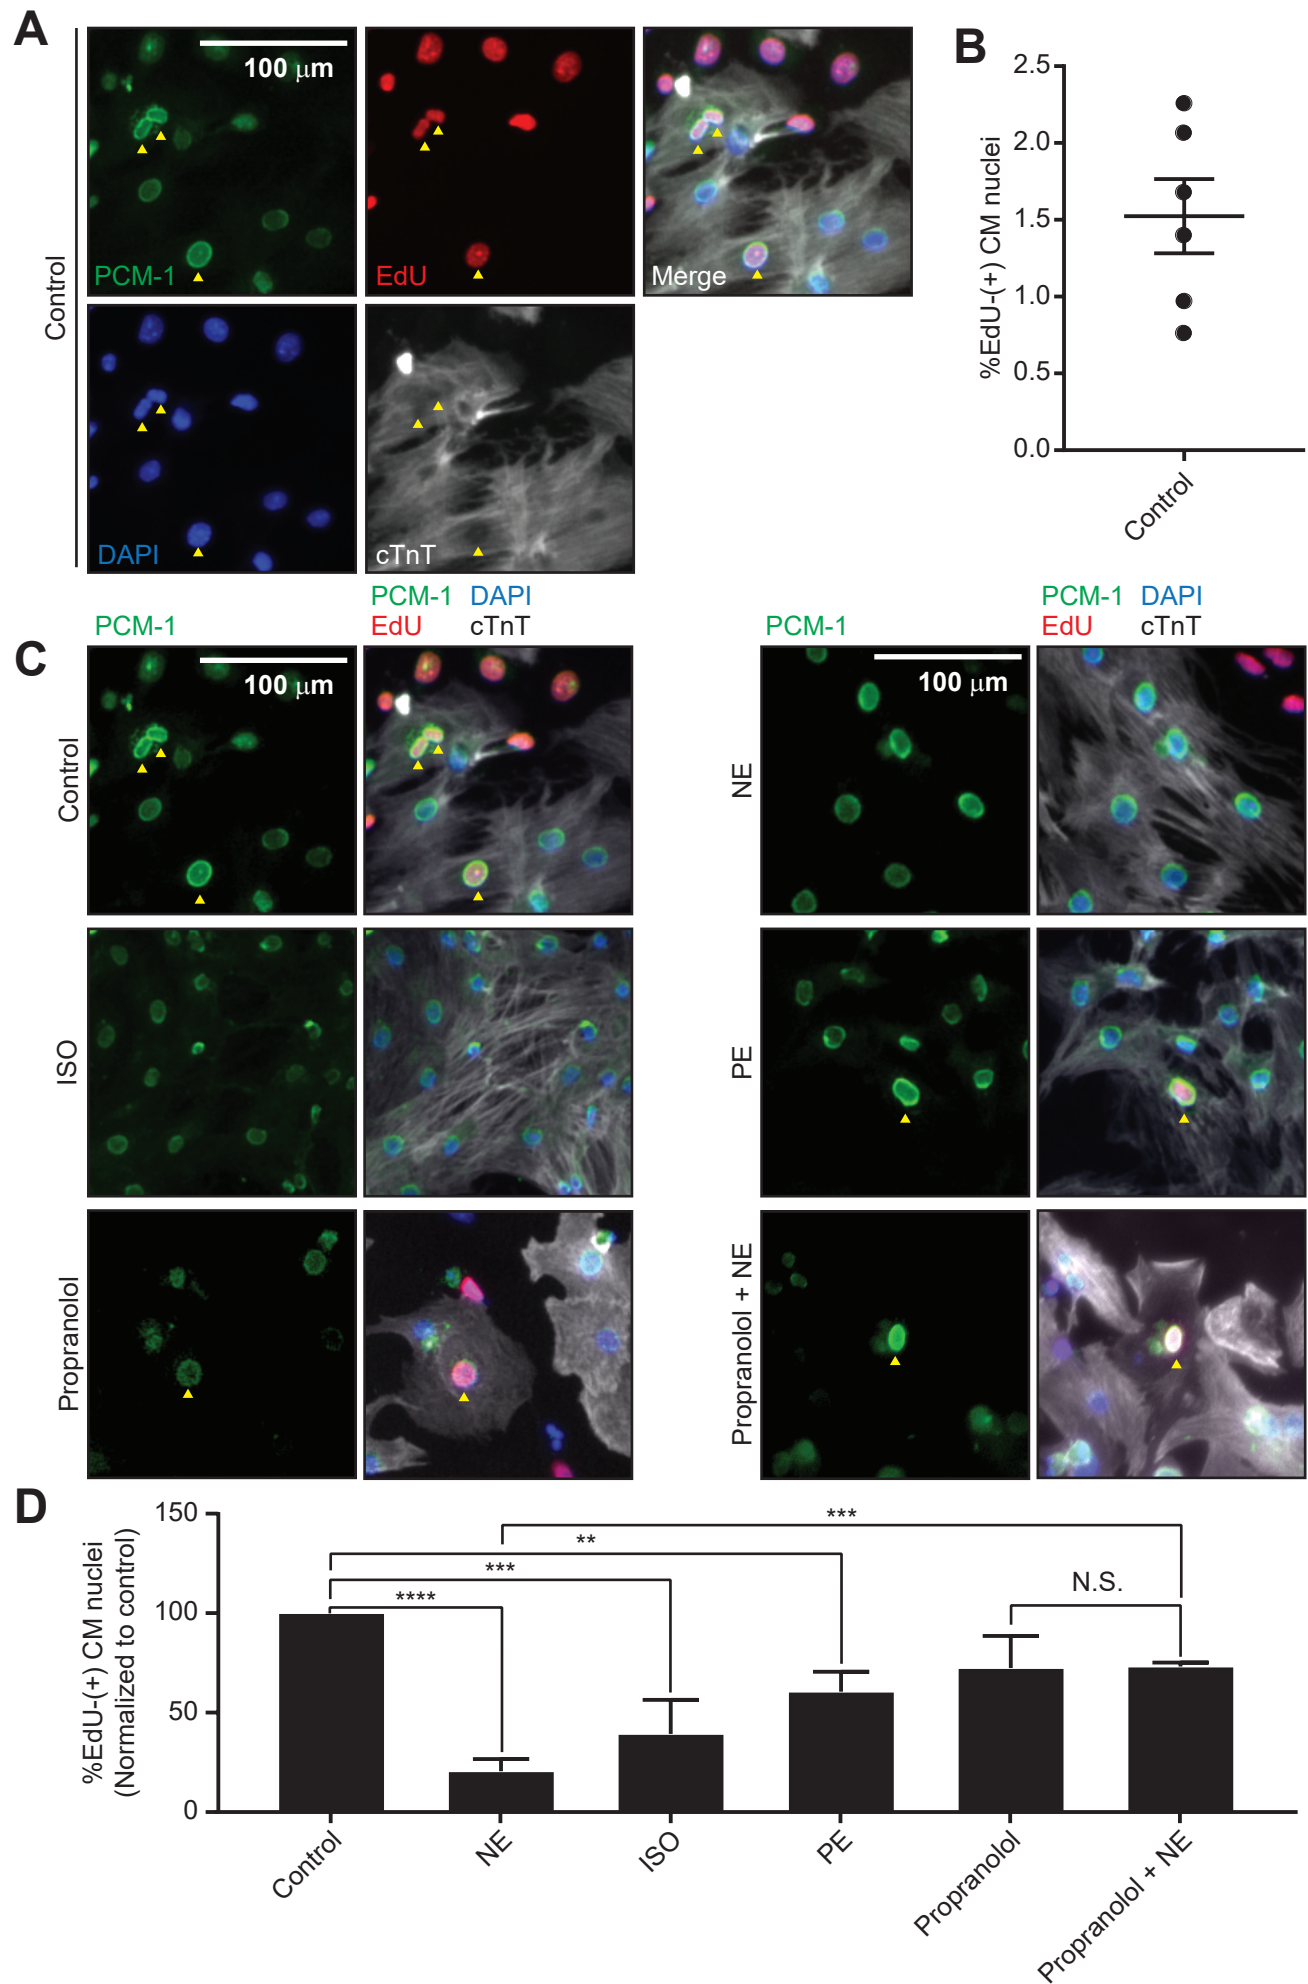 A
B
Control
100 μm
PCM-1
EdU
Merge
DAPI
cTnT
%EdU-(+) CM nuclei
2.5
2.0
1.5
1.0
0.5
0.0
Control
C
PCM-1
PCM-1 DAPI
EdU cTnT
PCM-1
PCM-1 DAPI
EdU cTnT
Control
100 μm
NE
100 μm
ISO
PE
Propranolol
Propranolol + NE
D
%EdU-(+) CM nuclei
(Normalized to control)
150
100
50
0
****
***
**
***
N.S.
Control
NE
ISO
PE
Propranolol
Propranolol + NE